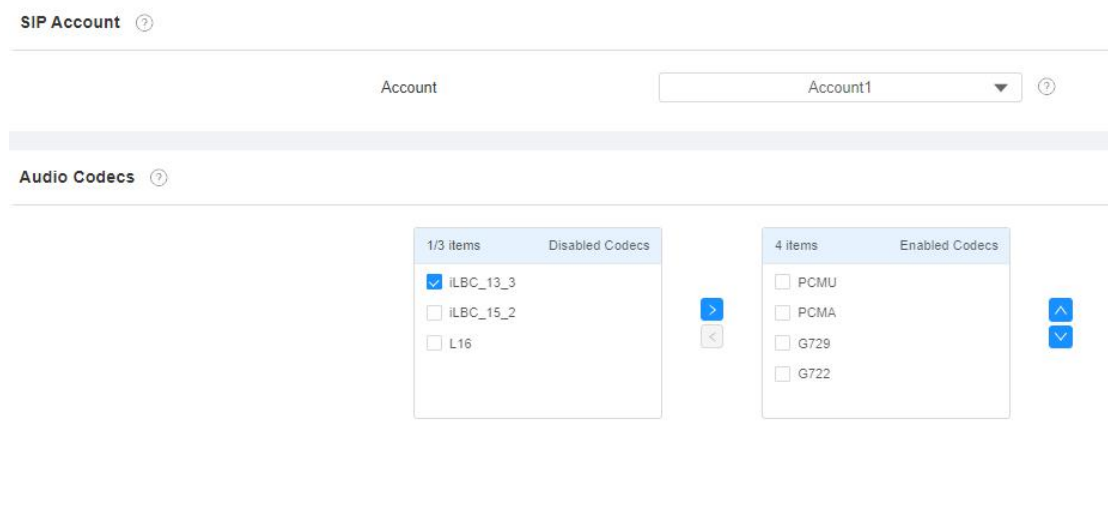 SIP Account
Account Account1
Audio Codecs
1/3 items Disabled Codecs
iLBC_13_3
iLBC_15_2
L16
4 items Enabled Codecs
PCMU
PCMA
G729
G722